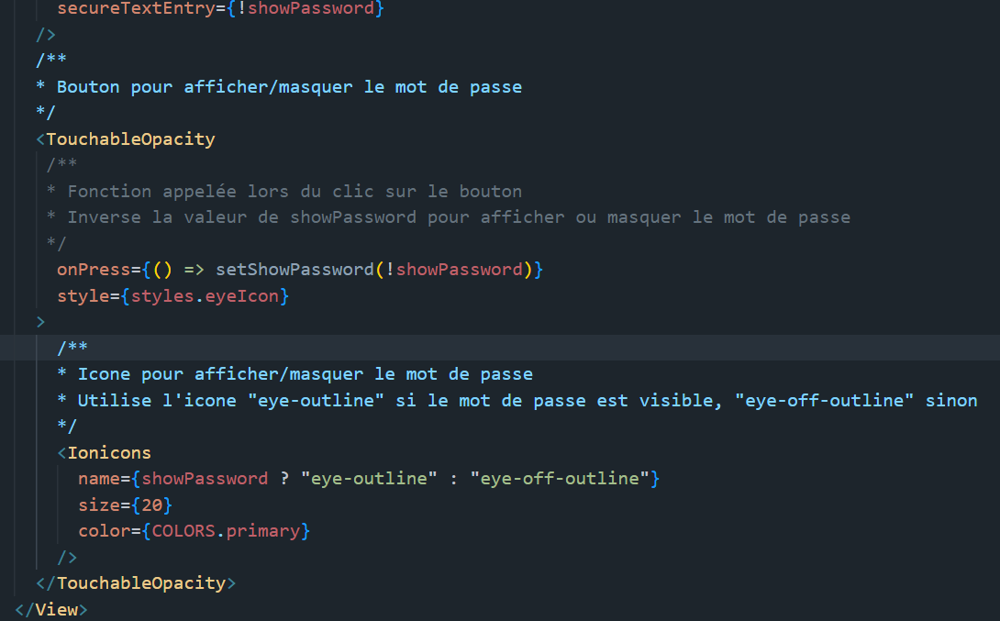 secureTextEntry={!showPassword}
/>
/**
* Bouton pour afficher/masquer le mot de passe
*/
<TouchableOpacity
/**
* Fonction appelée lors du clic sur le bouton
* Inverse la valeur de showPassword pour afficher ou masquer le mot de passe
*/
onPress={() => setShowPassword(!showPassword)}
style={styles.eyeIcon}
>
/**
* Icone pour afficher/masquer le mot de passe
* Utilise l'icone "eye-outline" si le mot de passe est visible, "eye-off-outline" sinon
*/
<Ionicons
name={showPassword ? "eye-outline" : "eye-off-outline"}
size={20}
color={COLORS.primary}
/>
</TouchableOpacity>
</View>